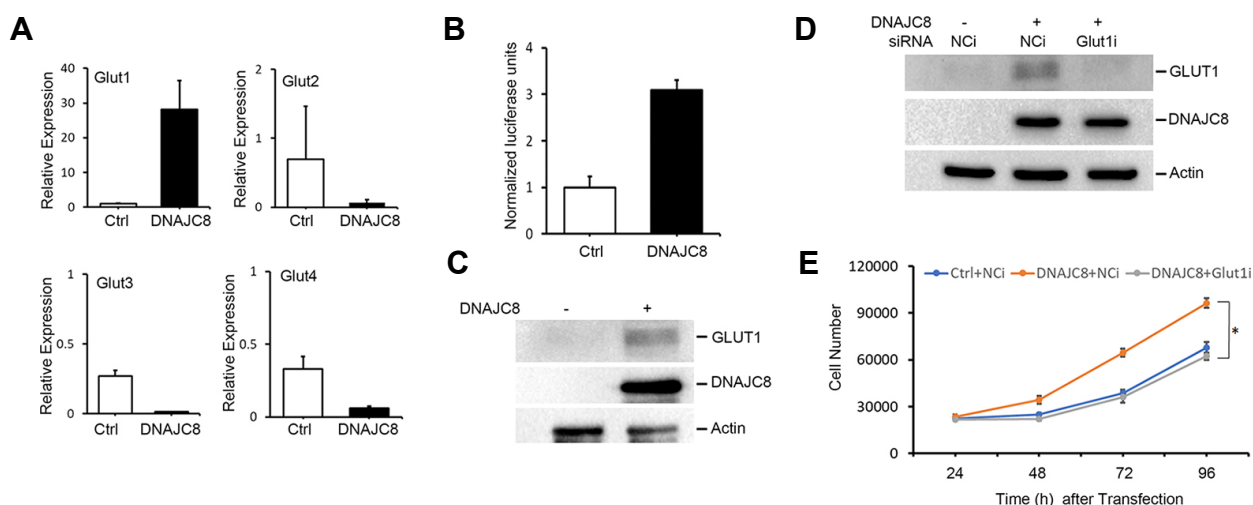 A
Relative Expression
40
30
20
10
0
Glut1
Ctrl DNAJC8
Relative Expression
2
1
0
Glut2
Ctrl DNAJC8
Relative Expression
1
0.5
0
Glut3
Ctrl DNAJC8
Relative Expression
1
0.5
0
Glut4
Ctrl DNAJC8
B
Normalized luciferase units
4
3
2
1
0
Ctrl DNAJC8
C
DNAJC8 - +
GLUT1
DNAJC8
Actin
D
DNAJC8 - + +
siRNA NCi NCi Glut1i
GLUT1
DNAJC8
Actin
E
Cell Number
120000
90000
60000
30000
0
Ctrl+NCi DNAJC8+NCi DNAJC8+Glut1i
*
24 48 72 96
Time (h) after Transfection